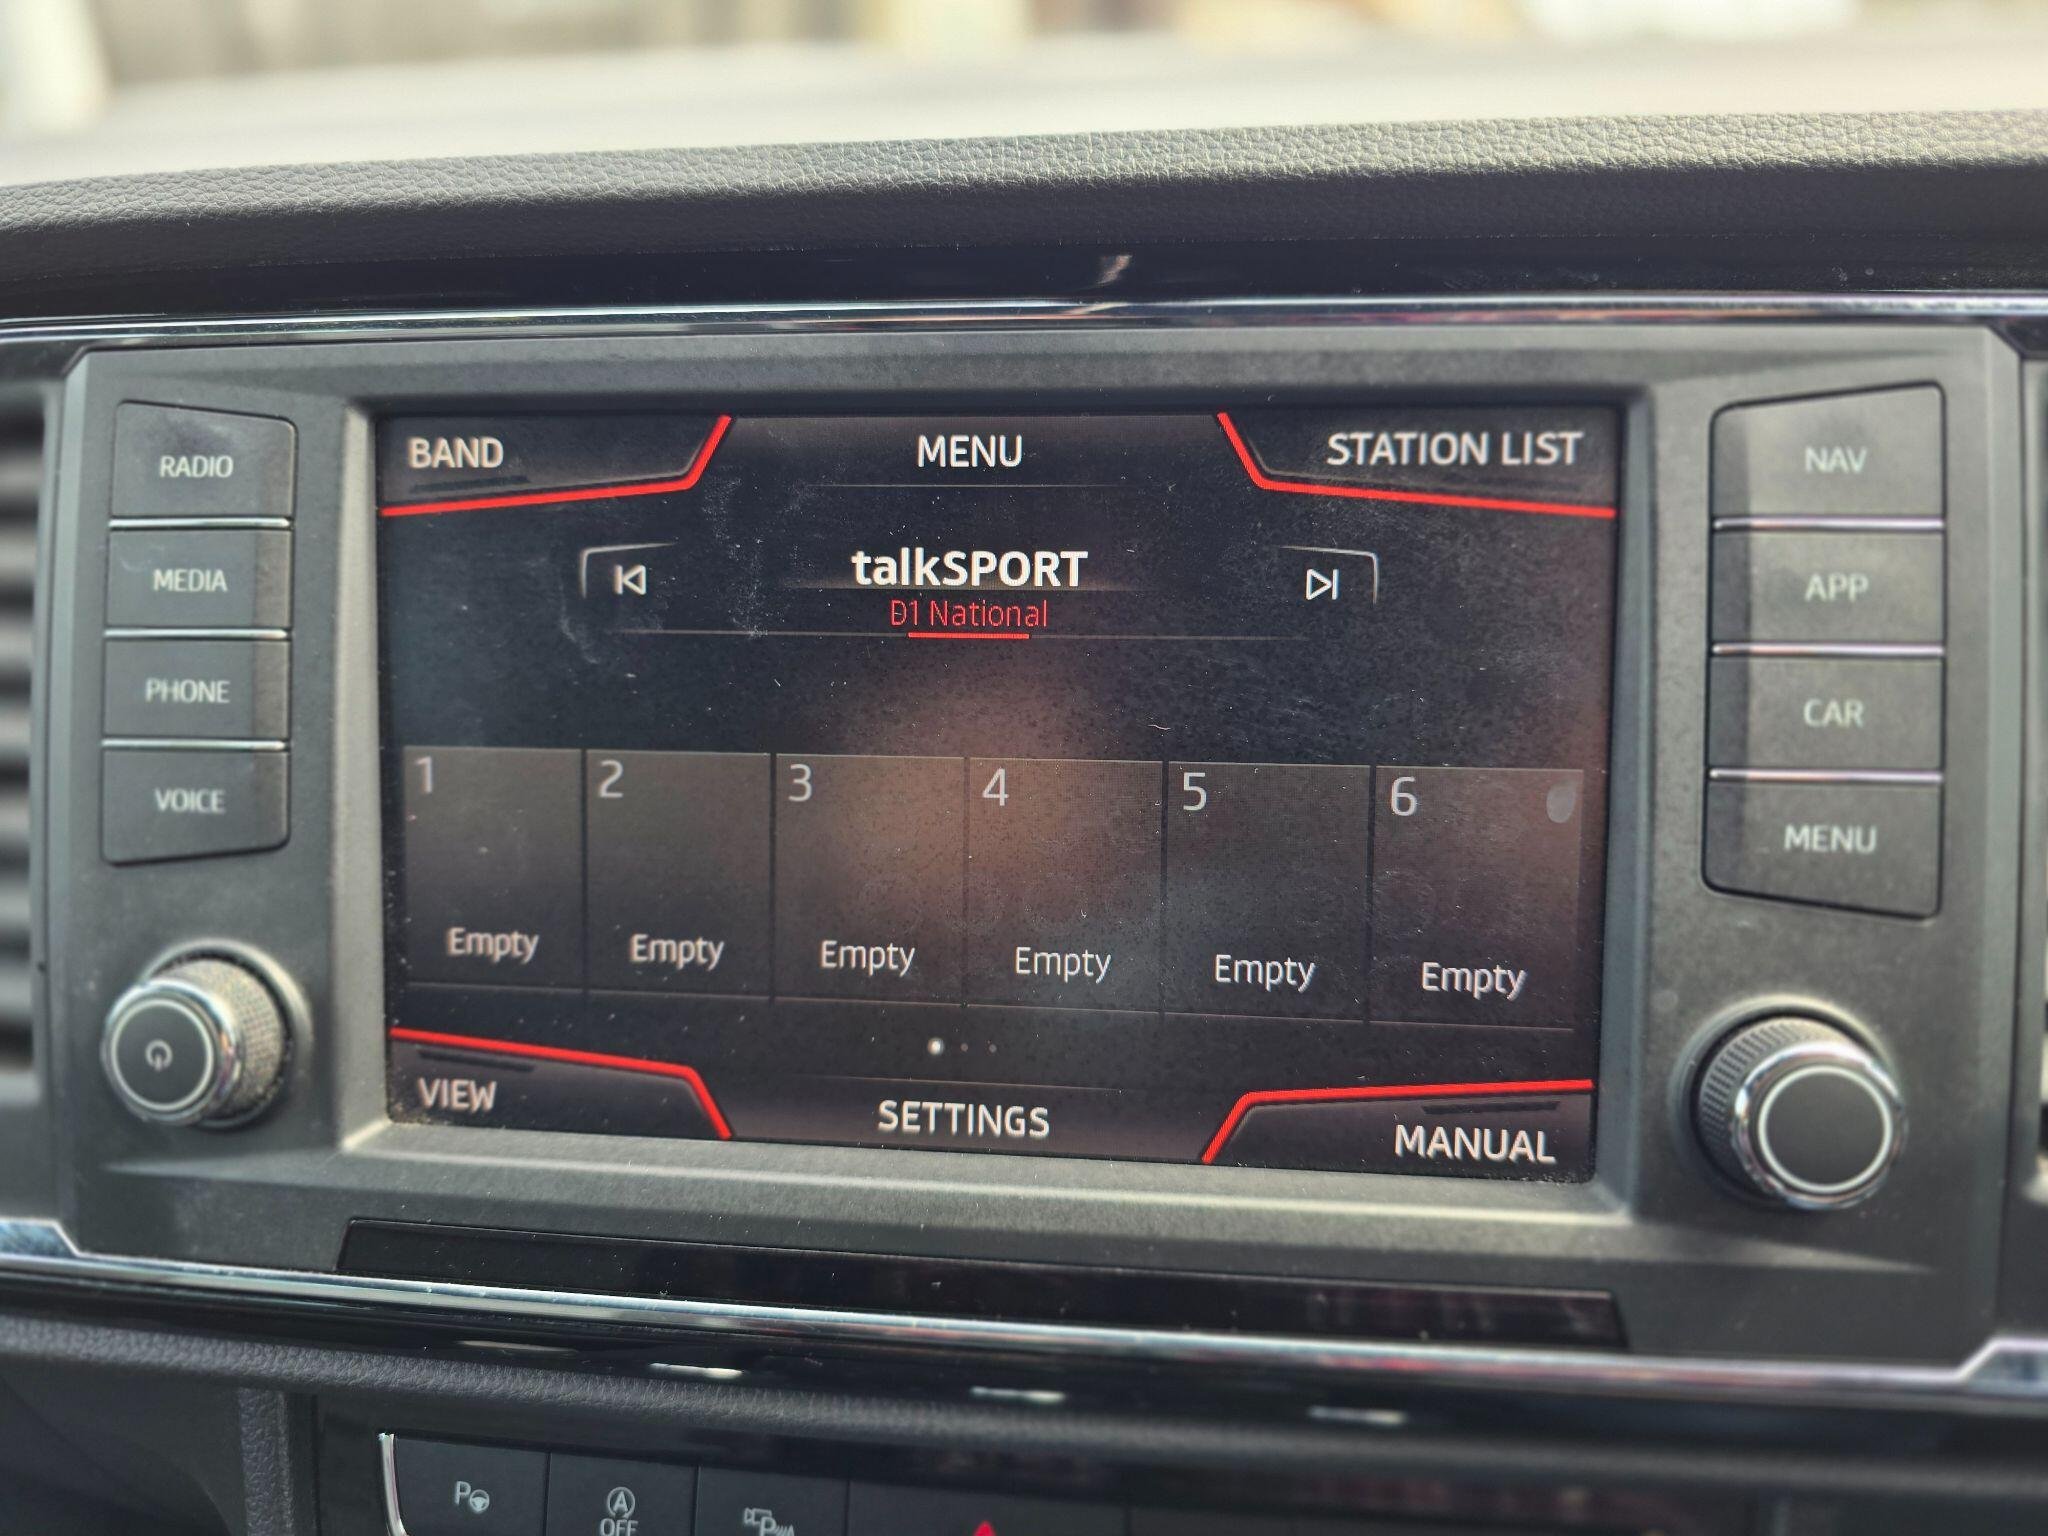 BAND
MENU
STATION LIST
RADIO
MEDIA
PHONE
VOICE
talkSPORT
D1 National
1
2
3
4
5
6
Empty
Empty
Empty
Empty
Empty
Empty
VIEW
SETTINGS
MANUAL
NAV
APP
CAR
MENU
P
A
OFF
P